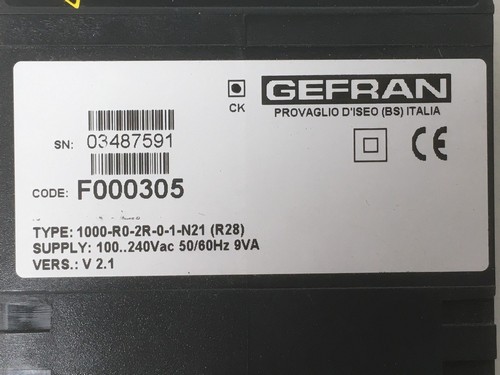 GEFRAN
CK
PROVAGLIO D'ISEO (BS) ITALIA
SN: 03487591
CE
CODE: F000305
TYPE: 1000-R0-2R-0-1-N21 (R28)
SUPPLY: 100..240Vac 50/60Hz 9VA
VERS.: V 2.1